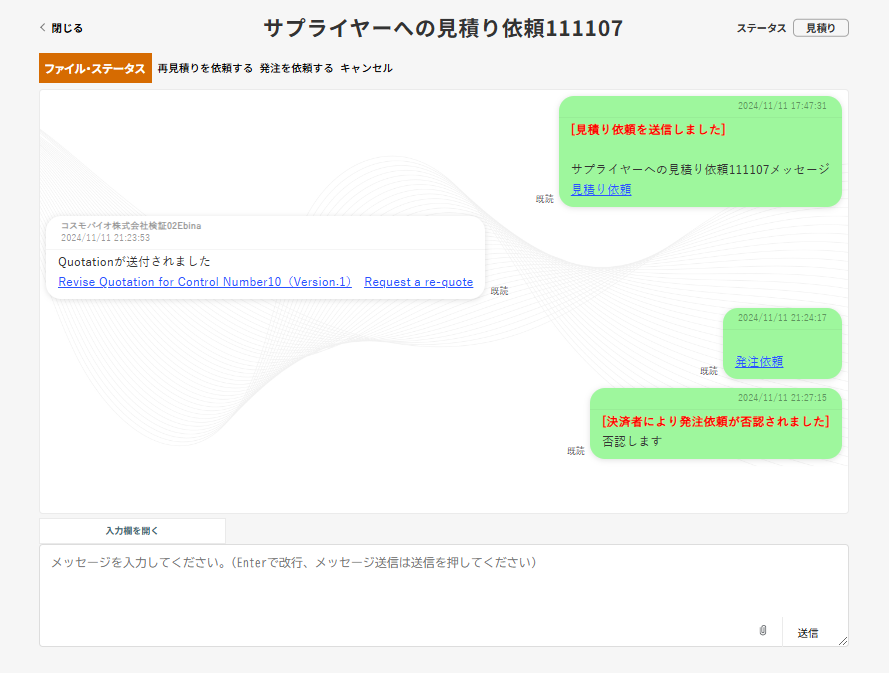 閉じる
サプライヤーへの見積り依頼111107
ステータス 見積り
ファイル・ステータス 再見積りを依頼する 発注を依頼する キャンセル
2024/11/11 17:47:31
[見積り依頼を送信しました]
サプライヤーへの見積り依頼111107メッセージ
見積り依頼
既読
コスモバイオ株式会社検証02Ebina
2024/11/11 21:23:53
Quotationが送付されました
Revise Quotation for Control Number10（Version.1） Request a re-quote
既読
2024/11/11 21:24:17
発注依頼
既読
2024/11/11 21:27:15
[決済者により発注依頼が否認されました]
否認します
既読
入力欄を開く
メッセージを入力してください。（Enterで改行、メッセージ送信は送信を押してください）
送信